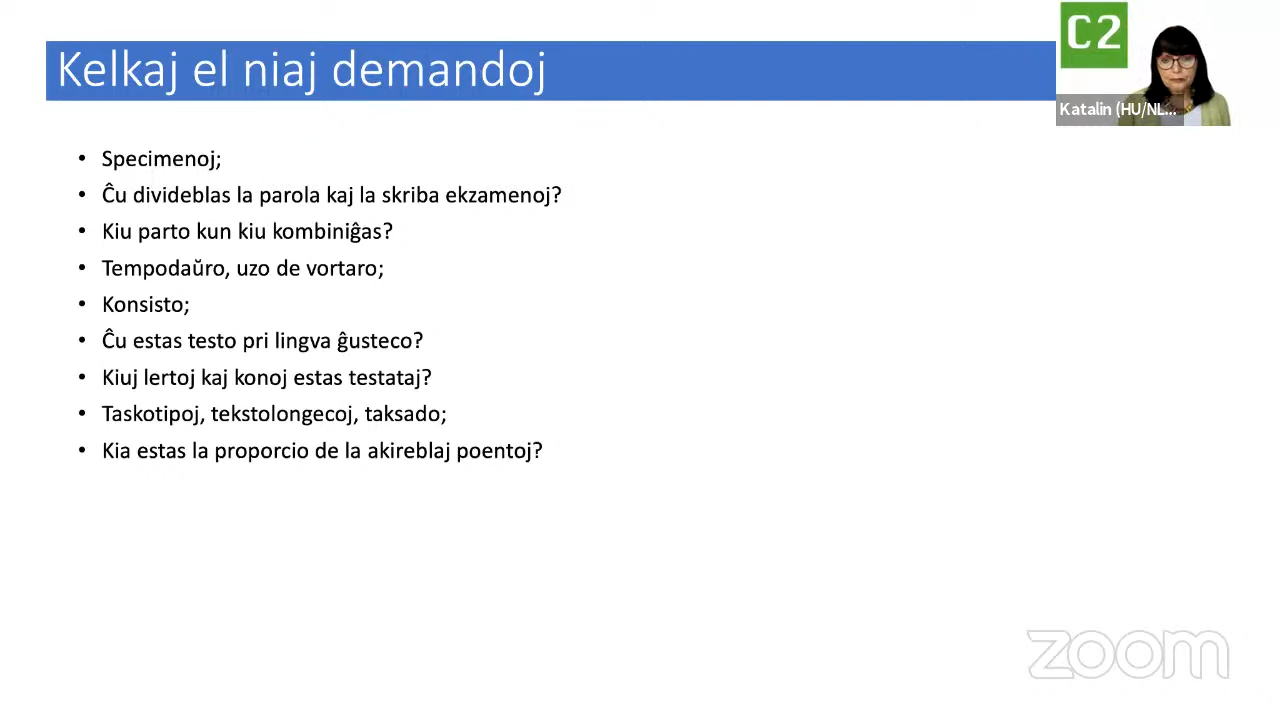 Kelkaj el niaj demandoj
C2
Katalin (HU/NL...
• Specimenoj;
• Ĉu divideblas la parola kaj la skriba ekzamenoj?
• Kiu parto kun kiu kombiniĝas?
• Tempodaŭro, uzo de vortaro;
• Konsisto;
• Ĉu estas testo pri lingva ĝusteco?
• Kiuj lertoj kaj konoj estas testataj?
• Taskotipoj, tekstolongecoj, taksado;
• Kia estas la proporcio de la akireblaj poentoj?
zoom